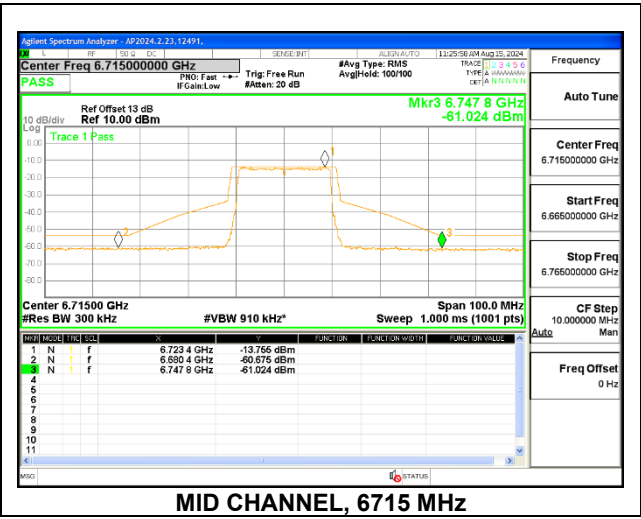 Agilent Spectrum Analyzer - AP2024.2.23,12491,
L RF 50 Ω DC SENSE:INT ALIGNAUTO 11:25:58 AM Aug 15, 2024
Center Freq 6.715000000 GHz
#Avg Type: RMS
TRACE 1 2 3 4 5 6
PASS
PNO: Fast
Trig: Free Run
Avg|Hold: 100/100
TYPE A WWWWW
IFGain:Low
#Atten: 20 dB
DET A N N N N N
Mkr3 6.747 8 GHz
-61.024 dBm
Ref Offset 13 dB
10 dB/div Ref 10.00 dBm
Log
Trace 1 Pass
0.00
-10.0
-20.0
-30.0
-40.0
-50.0
-60.0
-70.0
-80.0
1
2
3
Center 6.71500 GHz Span 100.0 MHz
#Res BW 300 kHz #VBW 910 kHz* Sweep 1.000 ms (1001 pts)
MKR MODE TRC SCL X Y FUNCTION FUNCTION WIDTH FUNCTION VALUE
1 N 1 f 6.723 4 GHz -13.755 dBm
2 N 1 f 6.680 4 GHz -60.675 dBm
3 N 1 f 6.747 8 GHz -61.024 dBm
4
5
6
7
8
9
10
11
MSG STATUS
Frequency
Auto Tune
Center Freq
6.715000000 GHz
Start Freq
6.665000000 GHz
Stop Freq
6.765000000 GHz
CF Step
10.000000 MHz
Auto Man
Freq Offset
0 Hz
MID CHANNEL, 6715 MHz